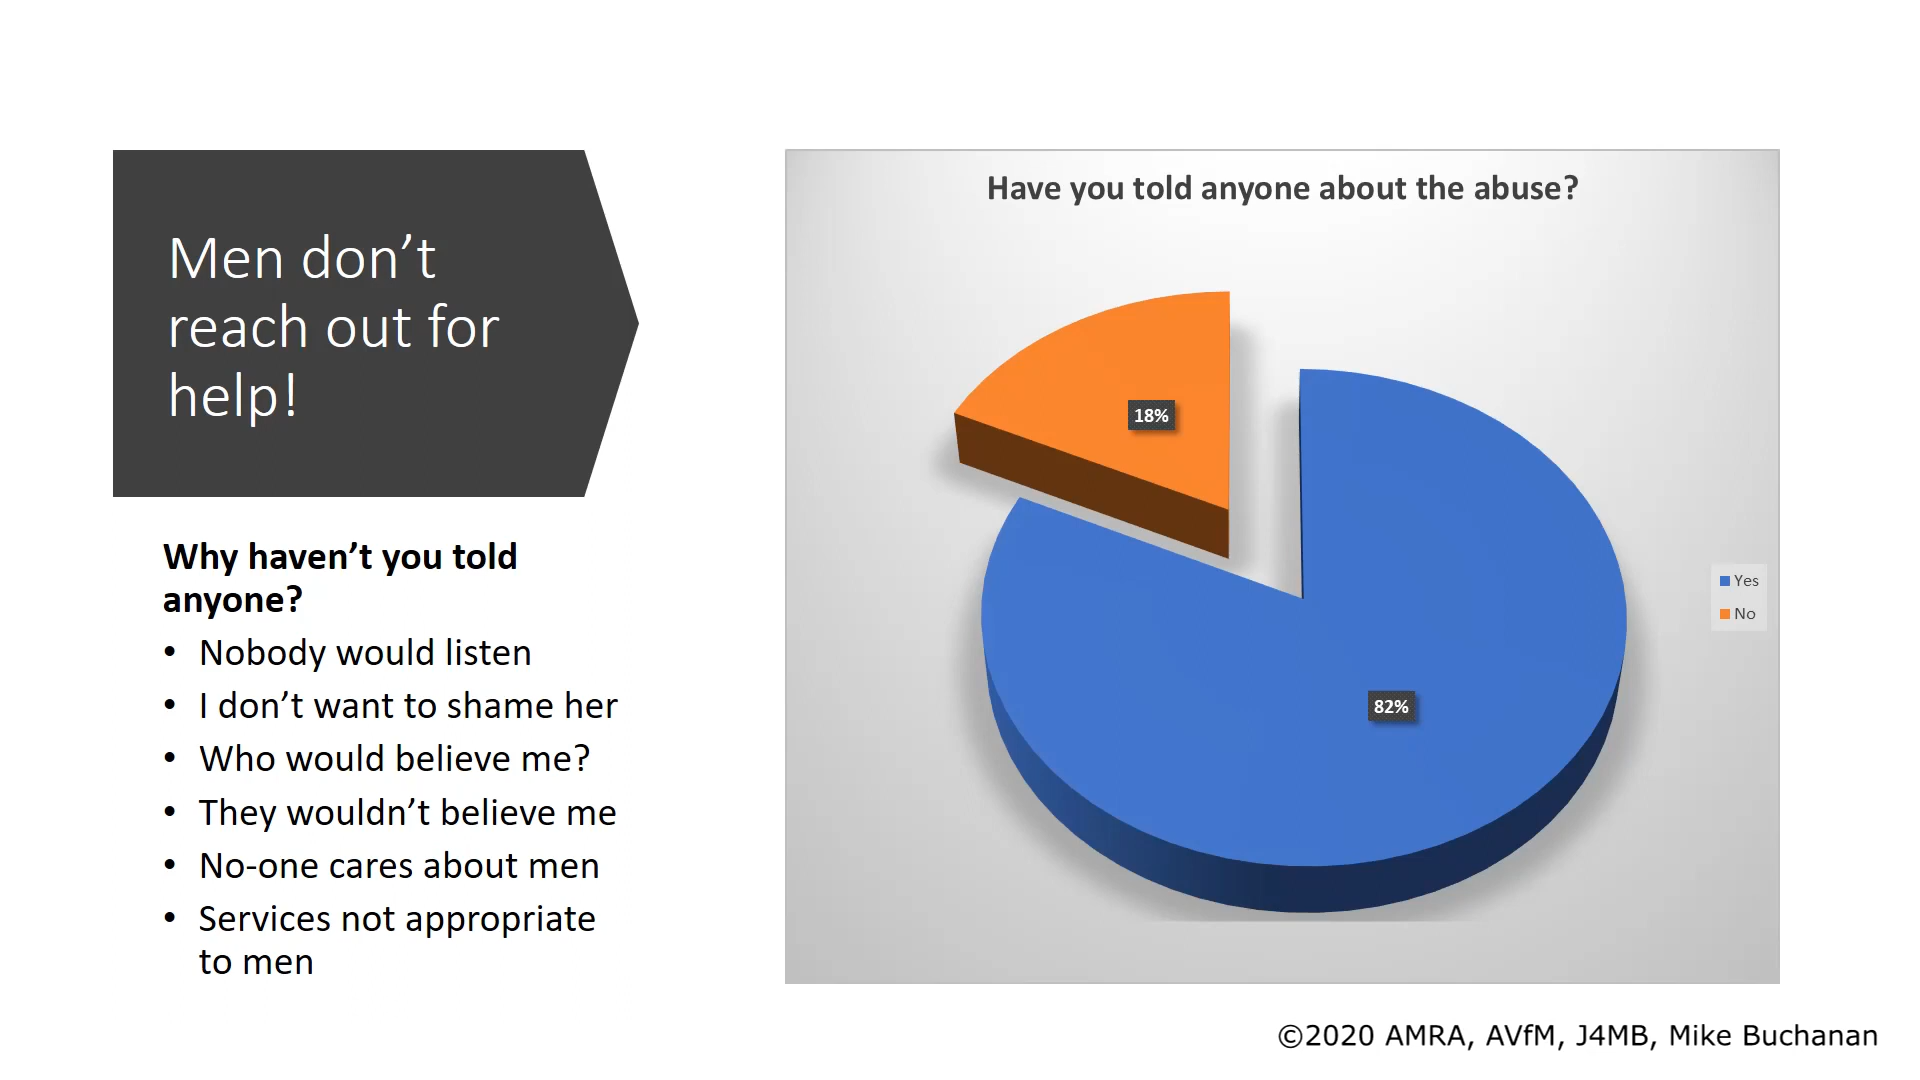 Men don’t
reach out for
help!
Why haven’t you told
anyone?
• Nobody would listen
• I don’t want to shame her
• Who would believe me?
• They wouldn’t believe me
• No-one cares about men
• Services not appropriate
to men
Have you told anyone about the abuse?
18%
82%
Yes
No
©2020 AMRA, AVfM, J4MB, Mike Buchanan